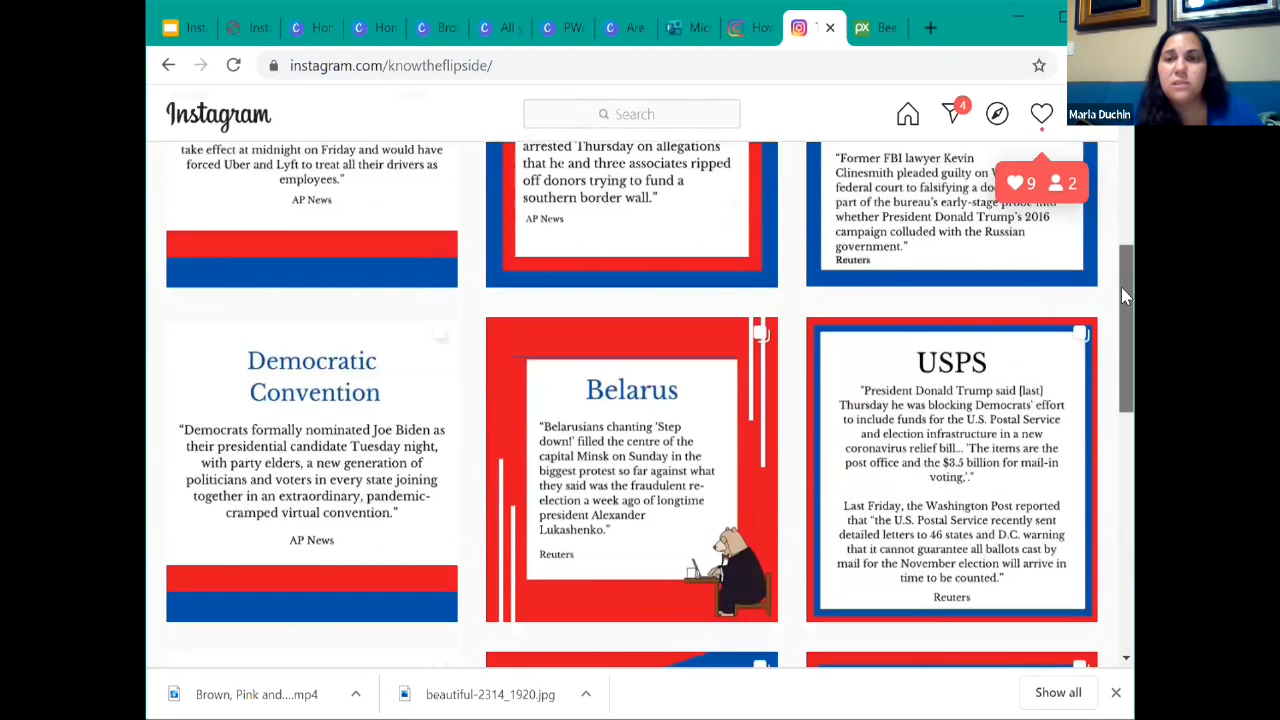 Inst
Inst
Hor
Hor
Bro
All y
PW
Are
Mic
How
Bea
instagram.com/knowtheflipside/
Marla Duchin
Instagram
Search
4
9 2
take effect at midnight on Friday and would have
forced Uber and Lyft to treat all their drivers as
employees.”
AP News
arrested Thursday on allegations
that he and three associates ripped
off donors trying to fund a
southern border wall.”
AP News
“Former FBI lawyer Kevin
Clinesmith pleaded guilty on W
federal court to falsifying a do
part of the bureau's early-stage probe into
whether President Donald Trump's 2016
campaign colluded with the Russian
government.”
Reuters
Democratic
Convention
“Democrats formally nominated Joe Biden as
their presidential candidate Tuesday night,
with party elders, a new generation of
politicians and voters in every state joining
together in an extraordinary, pandemic-
cramped virtual convention.”
AP News
Belarus
“Belarusians chanting ‘Step
down!’ filled the centre of the
capital Minsk on Sunday in the
biggest protest so far against what
they said was the fraudulent re-
election a week ago of longtime
president Alexander
Lukashenko.”
Reuters
USPS
"President Donald Trump said [last]
Thursday he was blocking Democrats' effort
to include funds for the U.S. Postal Service
and election infrastructure in a new
coronavirus relief bill... 'The items are the
post office and the $3.5 billion for mail-in
voting,'."
Last Friday, the Washington Post reported
that “the U.S. Postal Service recently sent
detailed letters to 46 states and D.C. warning
that it cannot guarantee all ballots cast by
mail for the November election will arrive in
time to be counted.”
Reuters
Brown, Pink and....mp4
beautiful-2314_1920.jpg
Show all